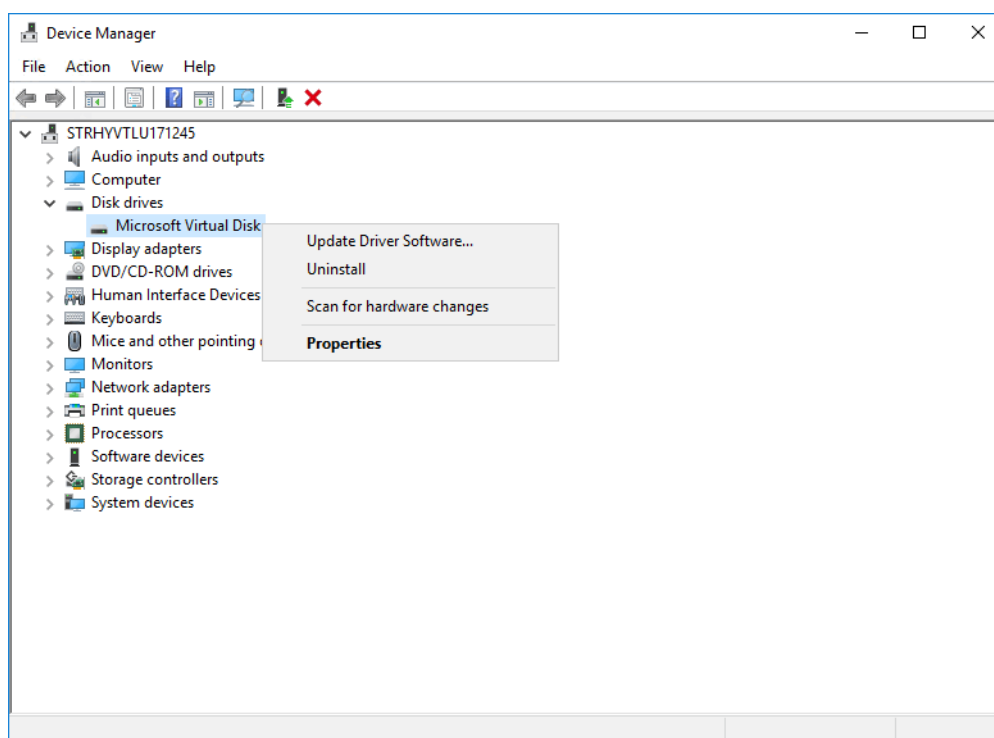 Device Manager
File Action View Help
STRHYVTLU171245
Audio inputs and outputs
Computer
Disk drives
Microsoft Virtual Disk
Update Driver Software...
Display adapters
DVD/CD-ROM drives
Uninstall
Human Interface Devices
Scan for hardware changes
Keyboards
Mice and other pointing
Properties
Monitors
Network adapters
Print queues
Processors
Software devices
Storage controllers
System devices